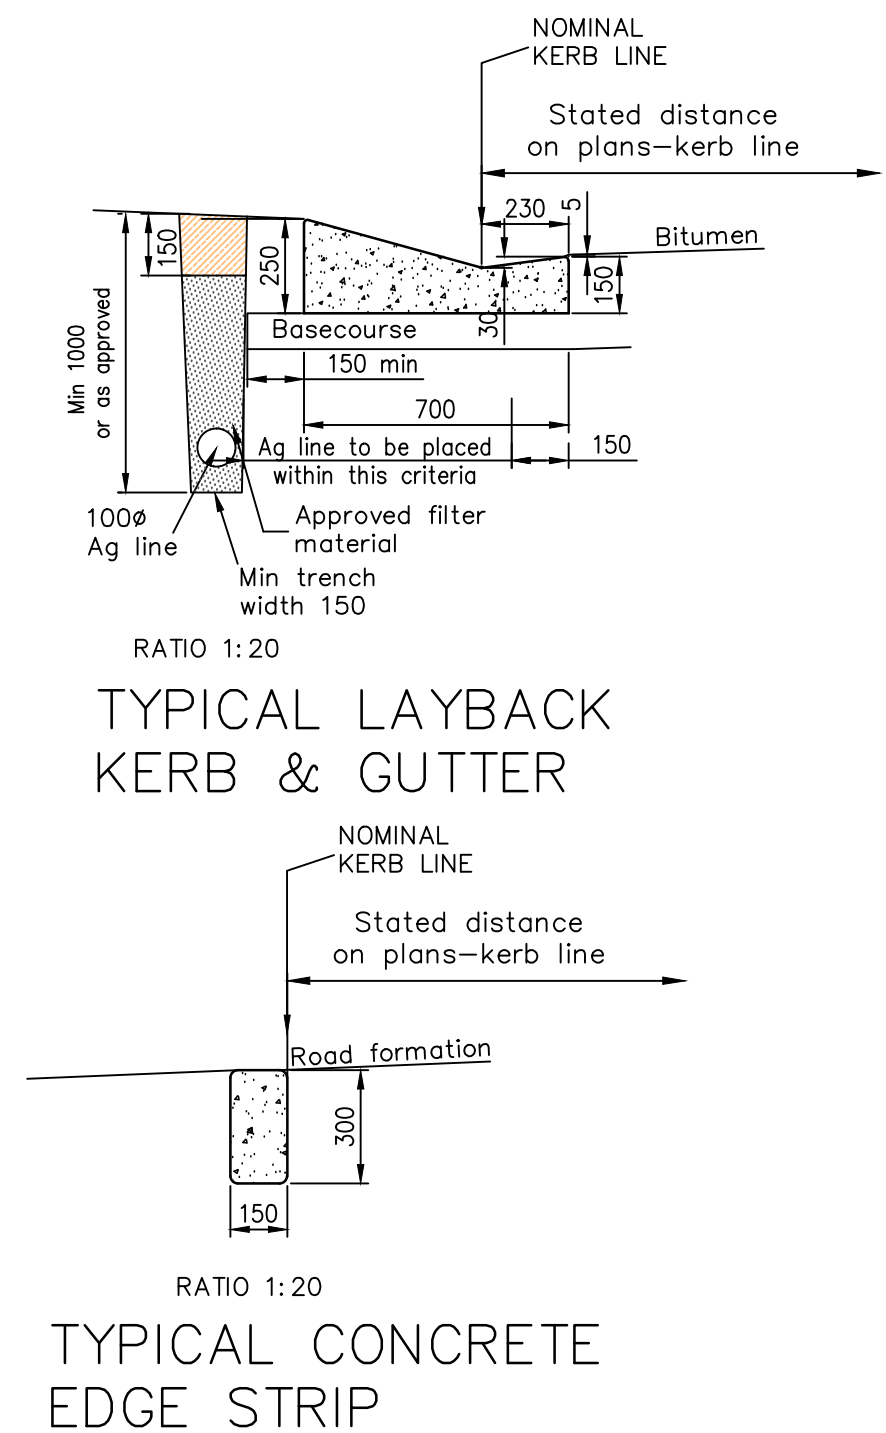 NOMINAL
KERB LINE
Stated distance
on plans-kerb line
230
5
Bitumen
150
250
150
30
Basecourse
Min 1000
or as approved
150 min
700
Ag line to be placed
within this criteria
150
100ø
Ag line
Approved filter
material
Min trench
width 150
RATIO 1:20
TYPICAL LAYBACK
KERB & GUTTER
NOMINAL
KERB LINE
Stated distance
on plans-kerb line
Road formation
300
150
RATIO 1:20
TYPICAL CONCRETE
EDGE STRIP